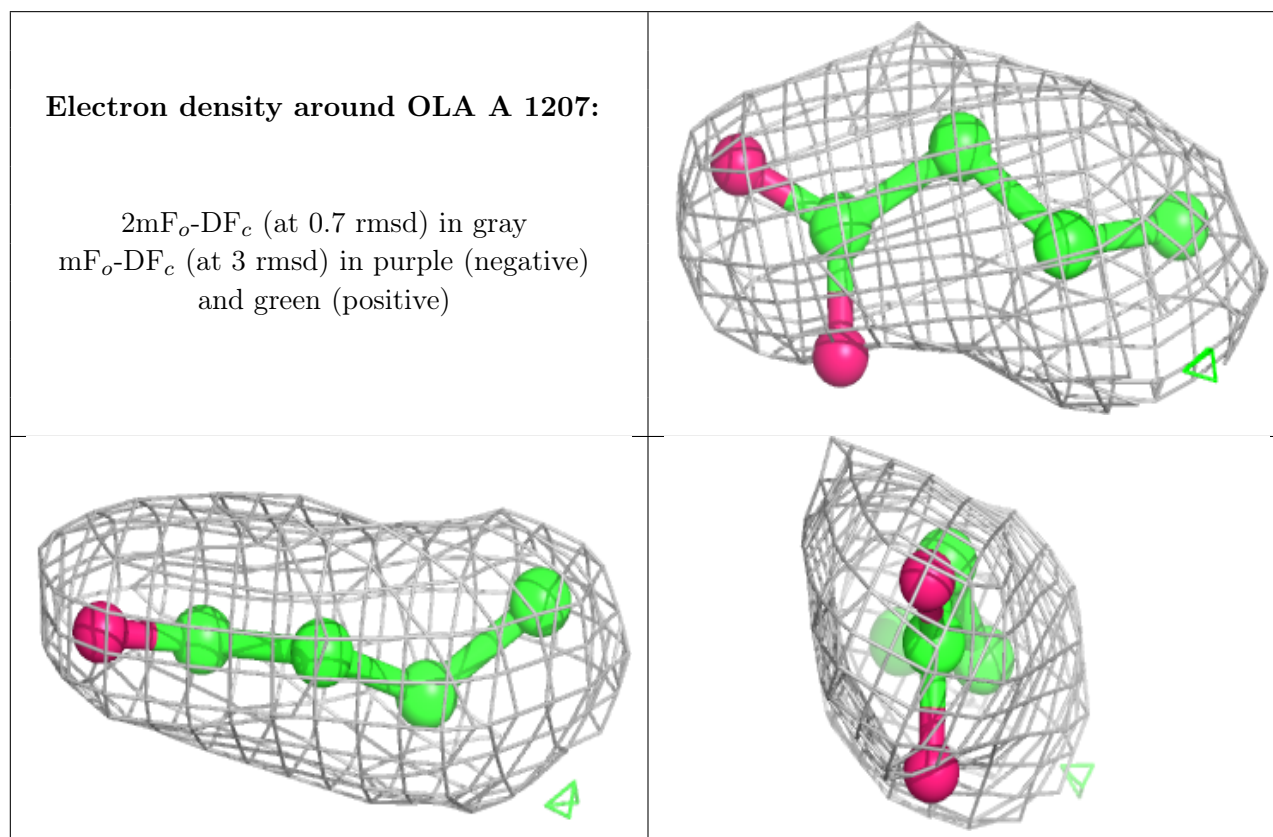 Electron density around OLA A 1207:
2mFo-DFc (at 0.7 rmsd) in gray
mFo-DFc (at 3 rmsd) in purple (negative)
and green (positive)